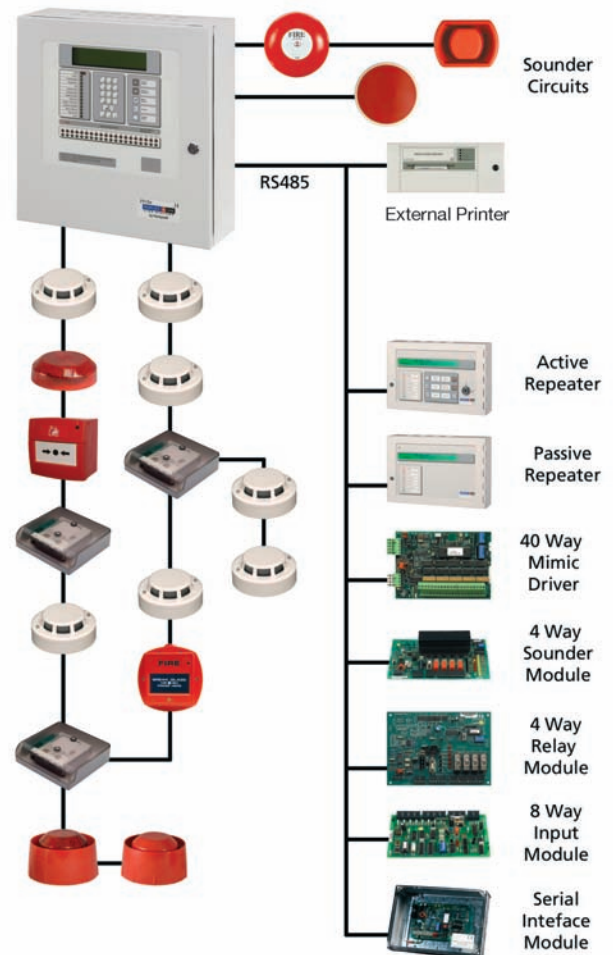 FIRE
Sounder
Circuits
RS485
External Printer
Active
Repeater
Passive
Repeater
40 Way
Mimic
Driver
FIRE
4 Way
Sounder
Module
4 Way
Relay
Module
8 Way
Input
Module
Serial
Inteface
Module